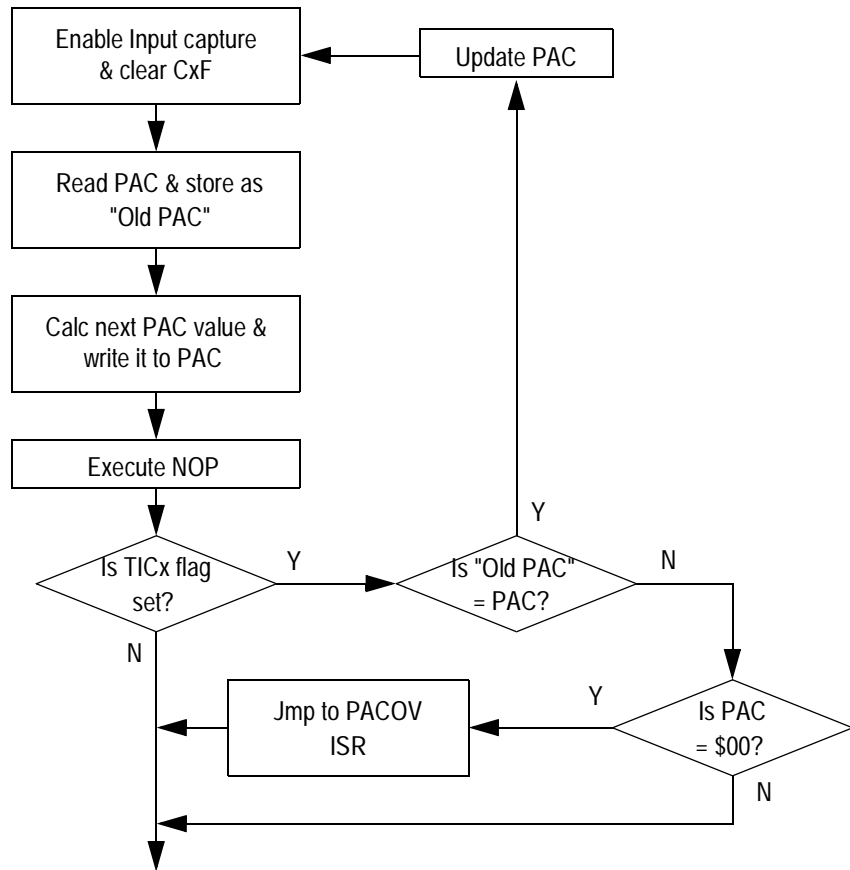 Enable Input capture
& clear CxF
Update PAC
Read PAC & store as
"Old PAC"
Calc next PAC value &
write it to PAC
Execute NOP
Is TICx flag
set?
Y
N
Is "Old PAC"
= PAC?
Y
N
Jmp to PACOV
ISR
Y
Is PAC
= $00?
N